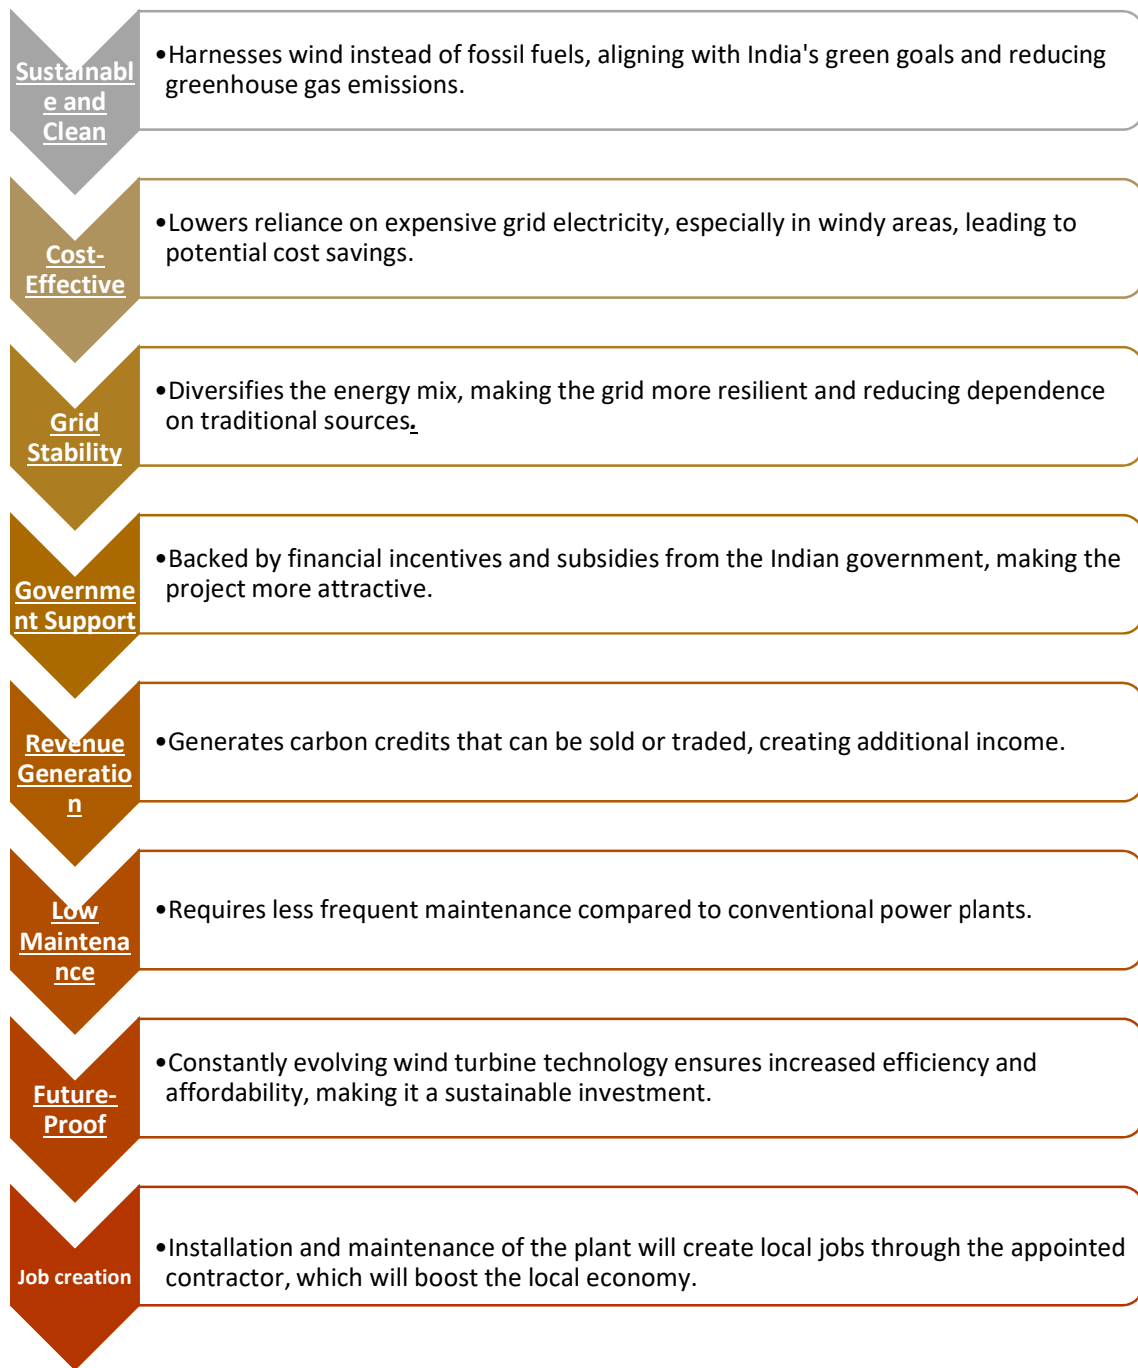 Sustainabl
e and
Clean
•Harnesses wind instead of fossil fuels, aligning with India's green goals and reducing
greenhouse gas emissions.
Cost-
Effective
•Lowers reliance on expensive grid electricity, especially in windy areas, leading to
potential cost savings.
Grid
Stability
•Diversifies the energy mix, making the grid more resilient and reducing dependence
on traditional sources.
Governme
nt Support
•Backed by financial incentives and subsidies from the Indian government, making the
project more attractive.
Revenue
Generatio
n
•Generates carbon credits that can be sold or traded, creating additional income.
Low
Maintena
nce
•Requires less frequent maintenance compared to conventional power plants.
Future-
Proof
•Constantly evolving wind turbine technology ensures increased efficiency and
affordability, making it a sustainable investment.
Job creation
•Installation and maintenance of the plant will create local jobs through the appointed
contractor, which will boost the local economy.